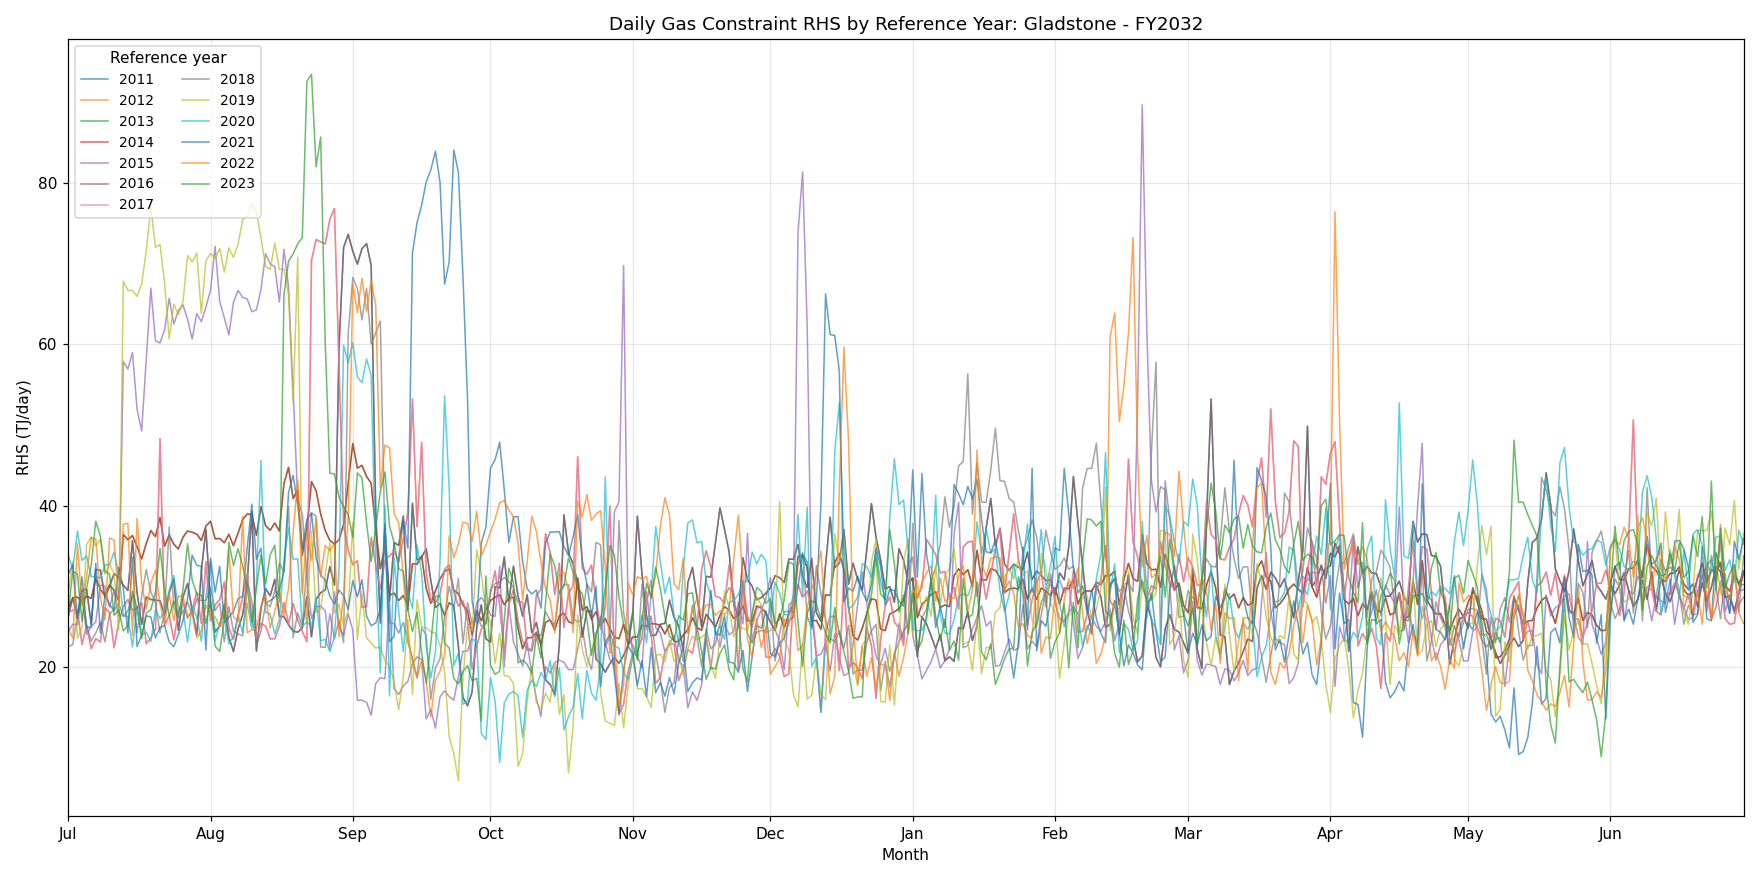 Daily Gas Constraint RHS by Reference Year: Gladstone - FY2032
Reference year
2011 2018
2012 2019
2013 2020
2014 2021
2015 2022
2016 2023
2017
RHS (TJ/day)
80
60
40
20
Jul Aug Sep Oct Nov Dec Jan Feb Mar Apr May Jun
Month